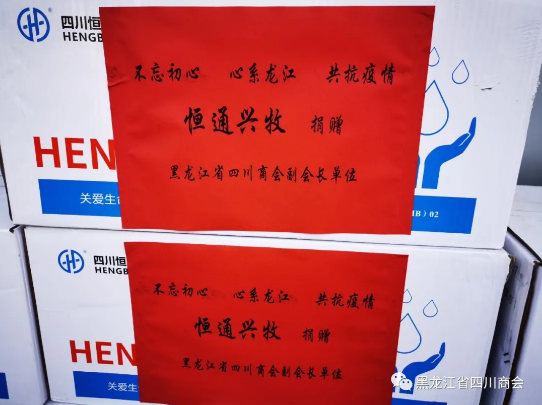 四川恒
HENGB
不忘初心 心系龙江 共抗疫情
恒通兴牧 捐赠
黑龙江省四川商会副会长单位
HEN
关爱生
HB）02
四川恒
HENGB
不忘初心 心系龙江 共抗疫情
恒通兴牧 捐赠
黑龙江省四川商会副会长单位
HEN
关爱生命
黑龙江省四川商会